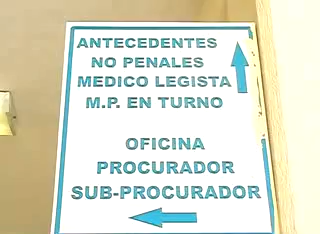 ANTECEDENTES
NO PENALES
MEDICO LEGISTA
M.P. EN TURNO
OFICINA
PROCURADOR
SUB-PROCURADOR